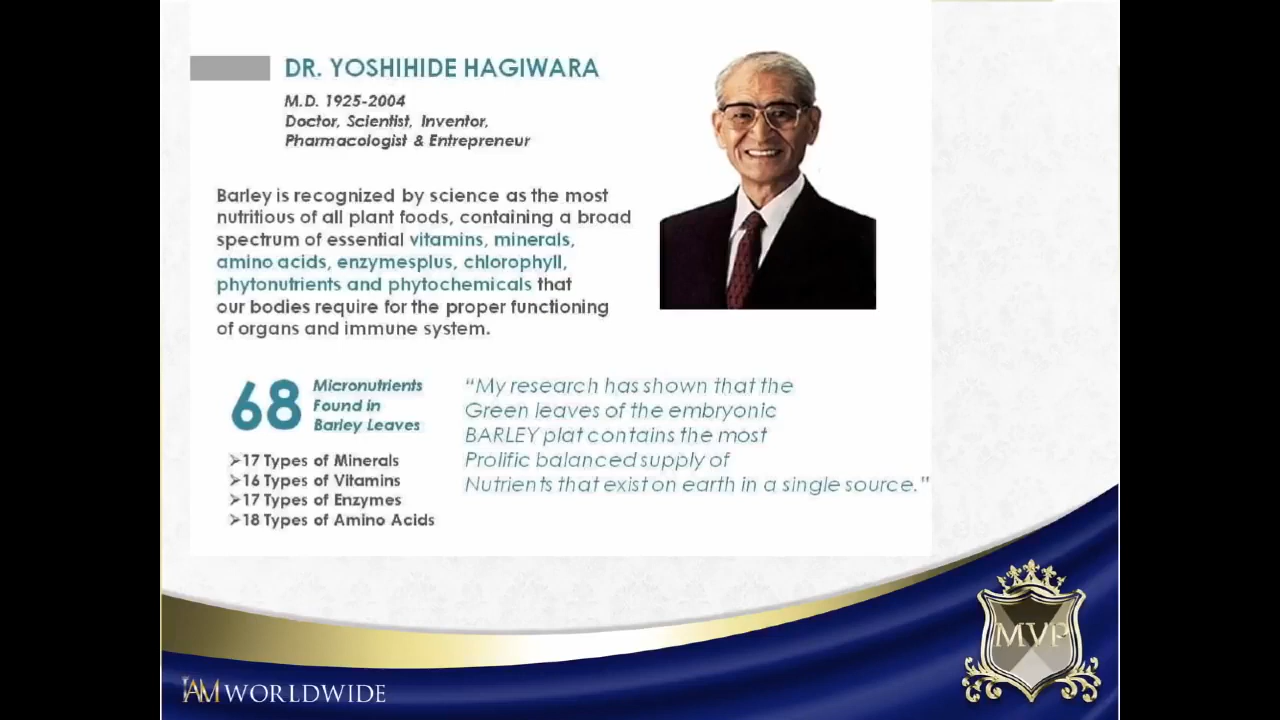 DR. YOSHIHIDE HAGIWARA
M.D. 1925-2004
Doctor, Scientist, Inventor,
Pharmacologist & Entrepreneur
Barley is recognized by science as the most
nutritious of all plant foods, containing a broad
spectrum of essential vitamins, minerals,
amino acids, enzymesplus, chlorophyll,
phytonutrients and phytochemicals that
our bodies require for the proper functioning
of organs and immune system.
68
Micronutrients
Found in
Barley Leaves
➢17 Types of Minerals
➢16 Types of Vitamins
➢17 Types of Enzymes
➢18 Types of Amino Acids
“My research has shown that the
Green leaves of the embryonic
BARLEY plat contains the most
Prolific balanced supply of
Nutrients that exist on earth in a single source.”
MVP
IAMWORLDWIDE